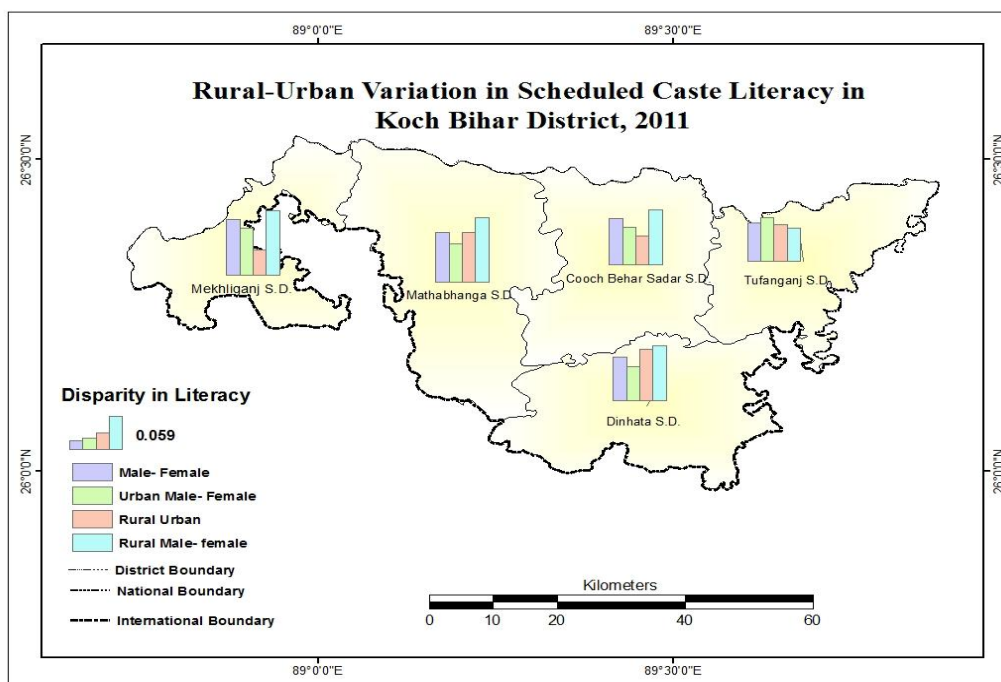 89°0'0"E 89°30'0"E
Rural-Urban Variation in Scheduled Caste Literacy in
Koch Bihar District, 2011
26°30'0"N 26°30'0"N
Mekhliganj S.D.
Mathabhanga S.D
Cooch Behar Sadar S.D
Tufanganj S.D.
Dinhata S.D.
Disparity in Literacy
0.059
Male- Female
Urban Male- Female
Rural Urban
Rural Male- female
District Boundary
National Boundary
International Boundary
26°0'0"N 26°0'0"N
Kilometers
0 10 20 40 60
89°0'0"E 89°30'0"E